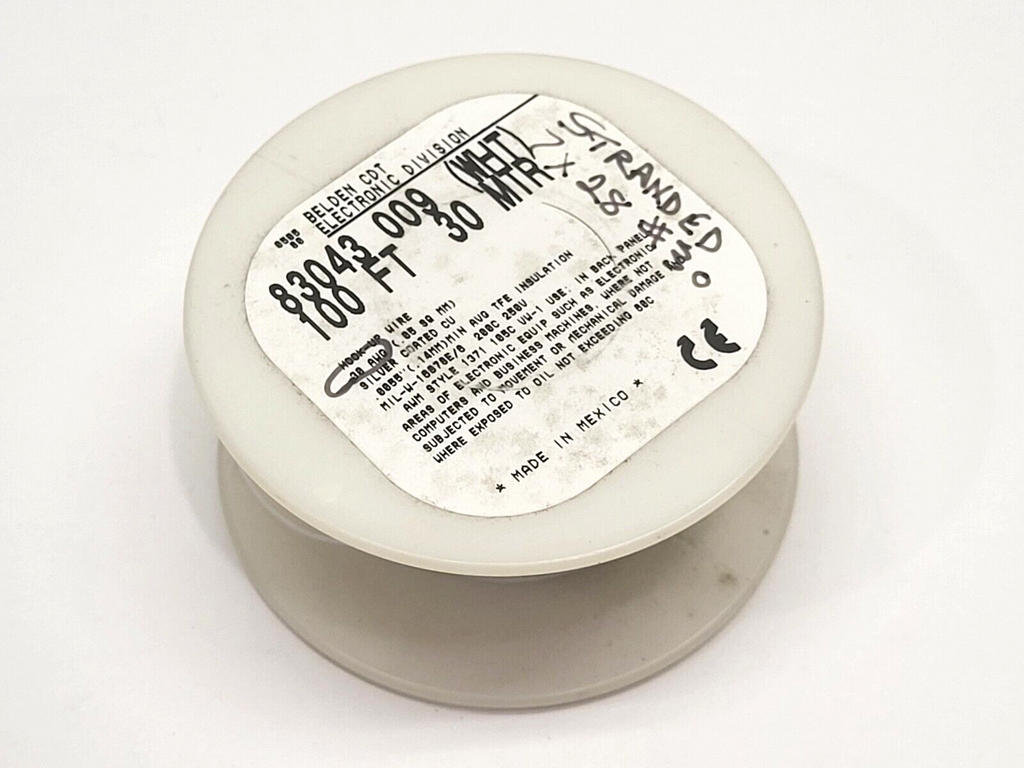 BELDEN CDT
ELECTRONIC DIVISION
83043 009 (WHT)
100 FT 30 MTR
HOOK-UP WIRE
30 AWG (.05 SQ MM)
SILVER COATED CU
0055"(.14MM)MIN AVG TFE INSULATION
MIL-W-16878E/6 200C 250V
AWM STYLE 1371 105C VW-1 USE: IN BACK PANEL
AREAS OF ELECTRONIC EQUIP SUCH AS ELECTRONIC
COMPUTERS AND BUSINESS MACHINES, WHERE NOT
SUBJECTED TO MOVEMENT OR MECHANICAL DAMAGE
WHERE EXPOSED TO OIL NOT EXCEEDING 60C
CE
* MADE IN MEXICO *
STRANDED
7 X 28 #